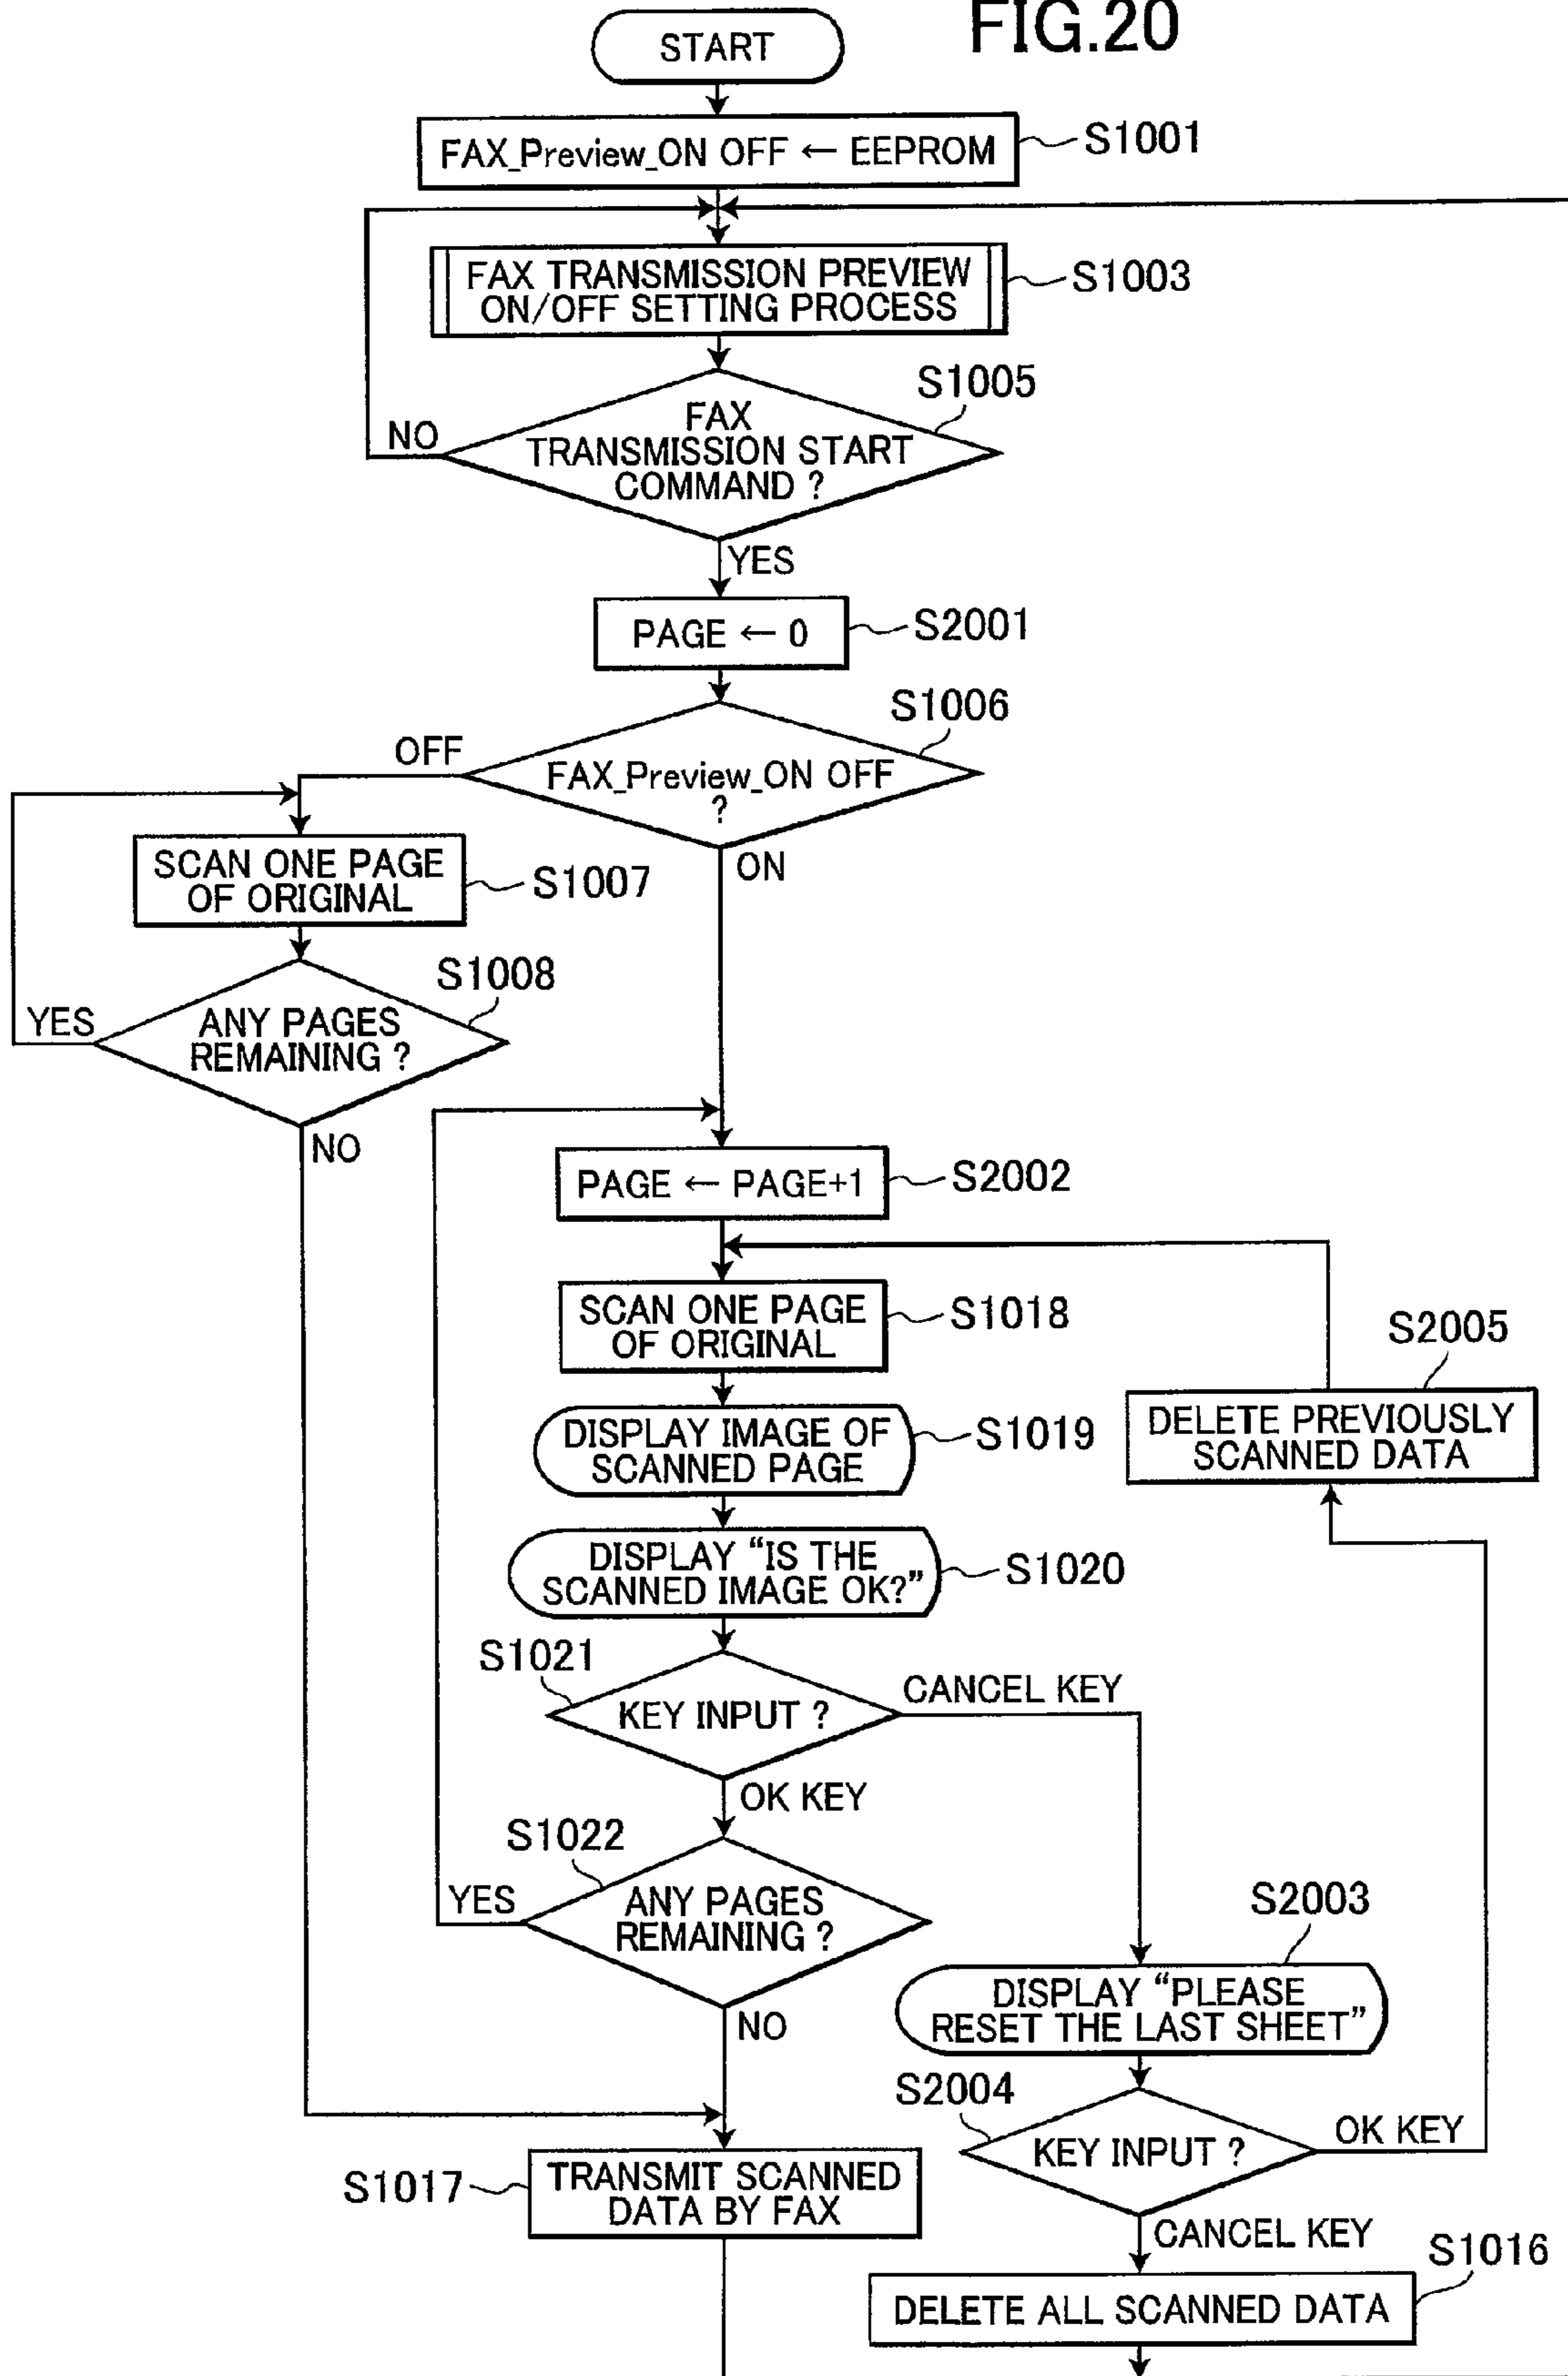 FIG.20
START
FAX_Preview_ON OFF ← EEPROM
S1001
FAX TRANSMISSION PREVIEW
ON/OFF SETTING PROCESS
S1003
S1005
FAX
TRANSMISSION START
COMMAND ?
NO
YES
PAGE ← 0
S2001
S1006
OFF
FAX_Preview_ON OFF
?
ON
SCAN ONE PAGE
OF ORIGINAL
S1007
S1008
YES
ANY PAGES
REMAINING ?
NO
PAGE ← PAGE+1
S2002
SCAN ONE PAGE
OF ORIGINAL
S1018
S2005
DELETE PREVIOUSLY
SCANNED DATA
DISPLAY IMAGE OF
SCANNED PAGE
S1019
DISPLAY “IS THE
SCANNED IMAGE OK?”
S1020
S1021
KEY INPUT ?
CANCEL KEY
OK KEY
S1022
YES
ANY PAGES
REMAINING ?
NO
S2003
DISPLAY “PLEASE
RESET THE LAST SHEET”
S2004
KEY INPUT ?
OK KEY
CANCEL KEY
S1017
TRANSMIT SCANNED
DATA BY FAX
S1016
DELETE ALL SCANNED DATA